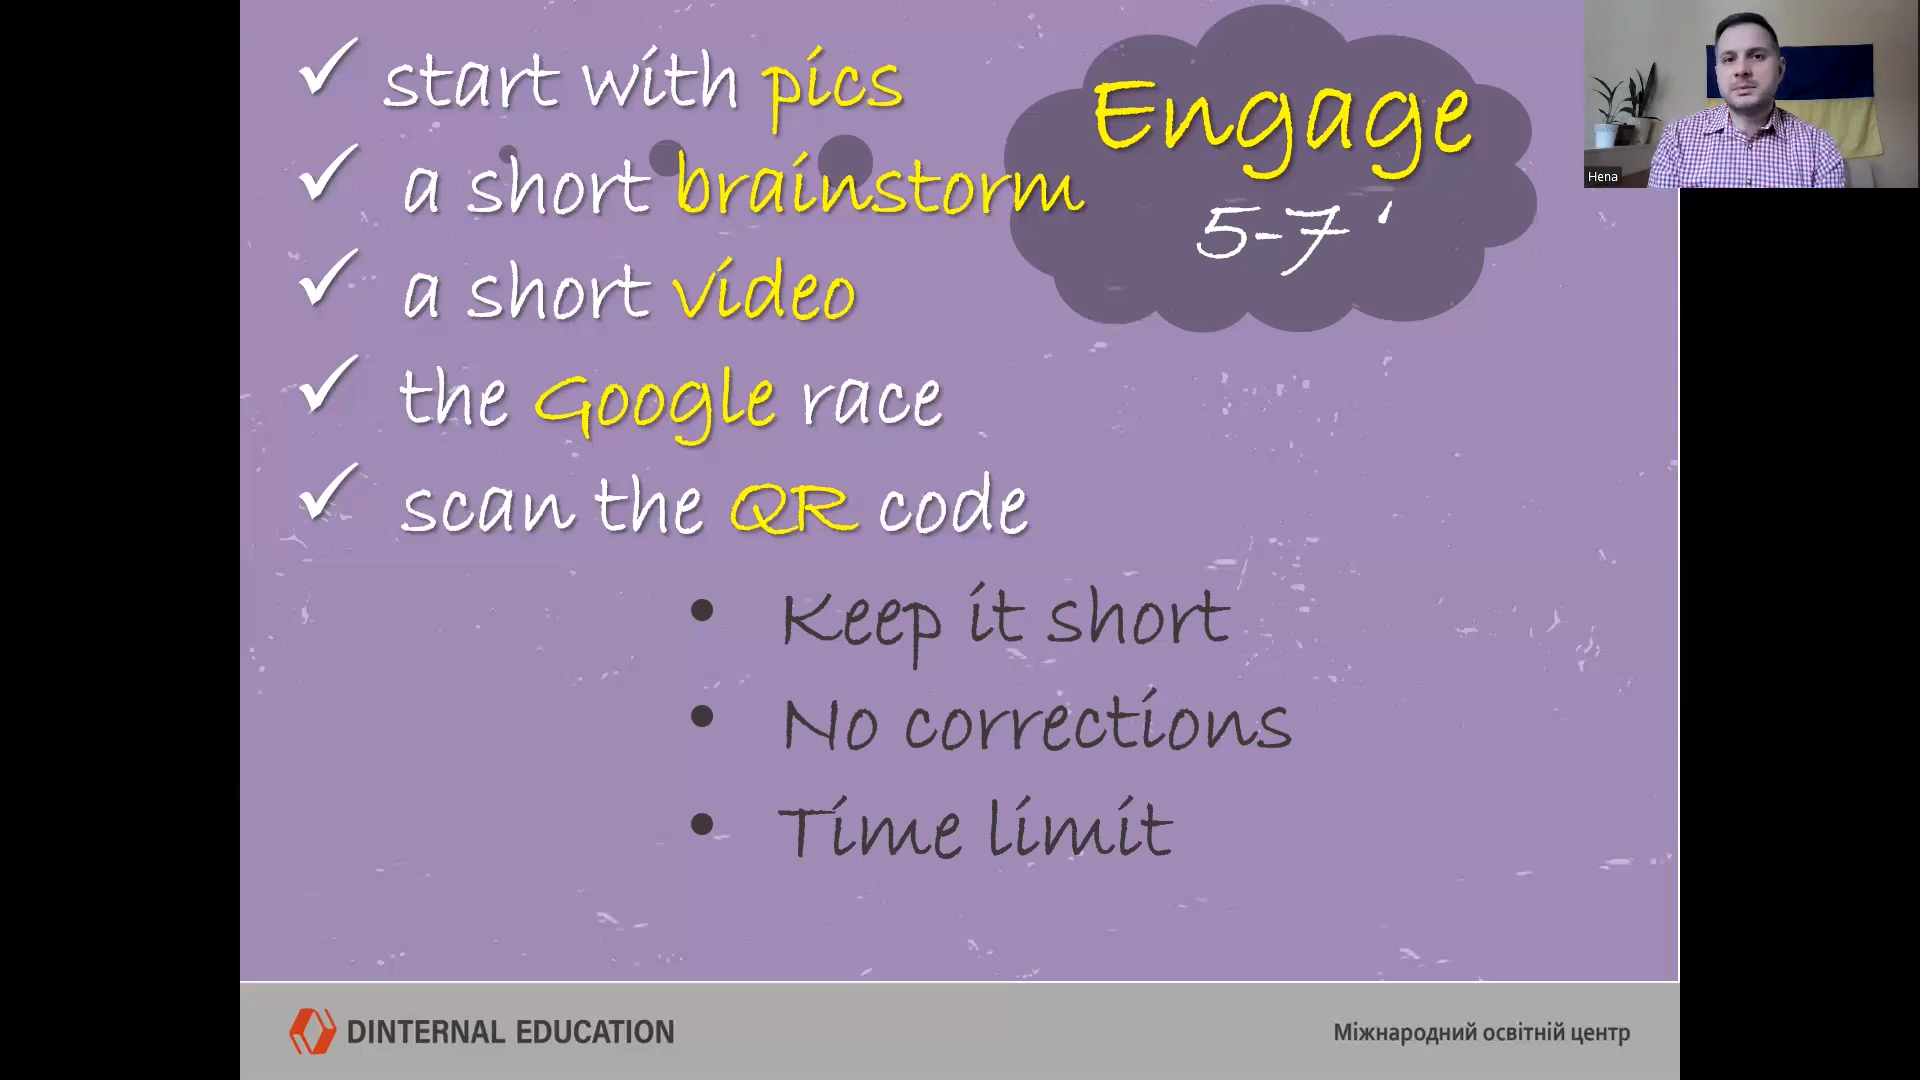 start with pics
a short brainstorm
a short video
the Google race
scan the QR code
Engage
5-7 '
Hena
Keep it short
No corrections
Time limit
DINTERNAL EDUCATION
Міжнародний освітній центр